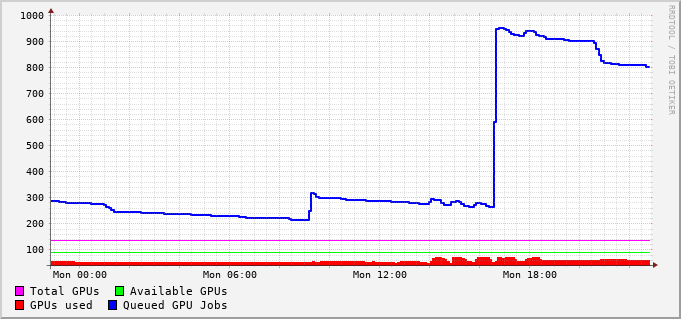 1000
900
800
700
600
500
400
300
200
100
Mon 00:00 Mon 06:00 Mon 12:00 Mon 18:00
Total GPUs Available GPUs
GPUs used Queued GPU Jobs
RRDTOOL / TOBI OETIKER